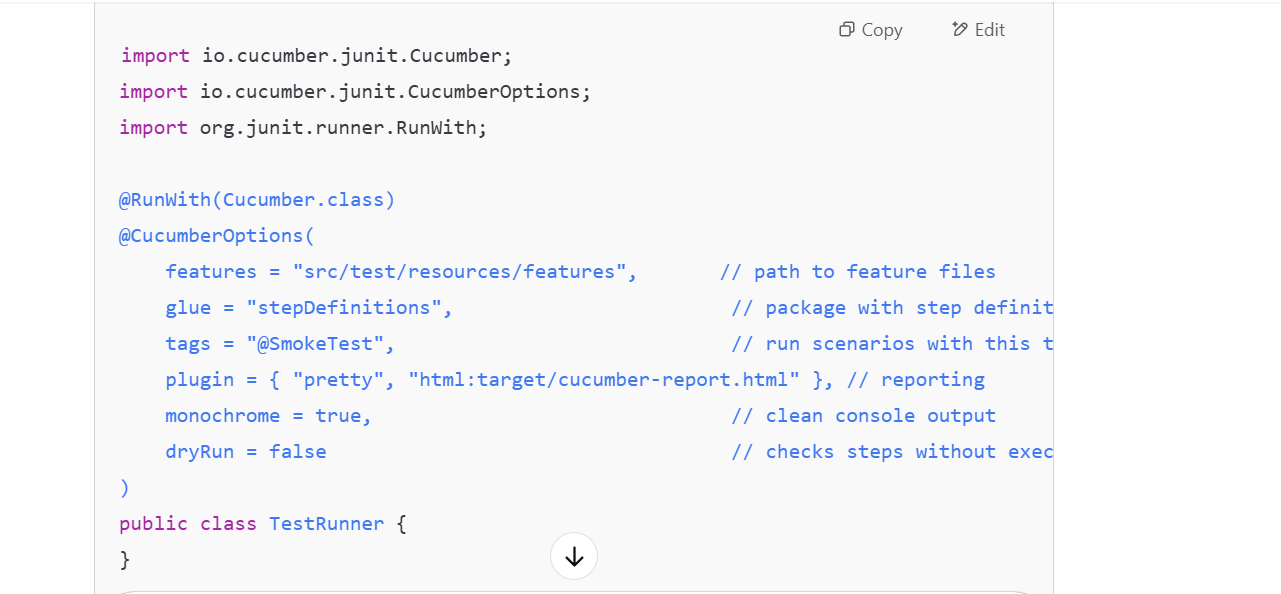 Copy Edit
import io.cucumber.junit.Cucumber;
import io.cucumber.junit.CucumberOptions;
import org.junit.runner.RunWith;
@RunWith(Cucumber.class)
@CucumberOptions(
features = "src/test/resources/features", // path to feature files
glue = "stepDefinitions", // package with step definit
tags = "@SmokeTest", // run scenarios with this t
plugin = { "pretty", "html:target/cucumber-report.html" }, // reporting
monochrome = true, // clean console output
dryRun = false // checks steps without exec
)
public class TestRunner {
}